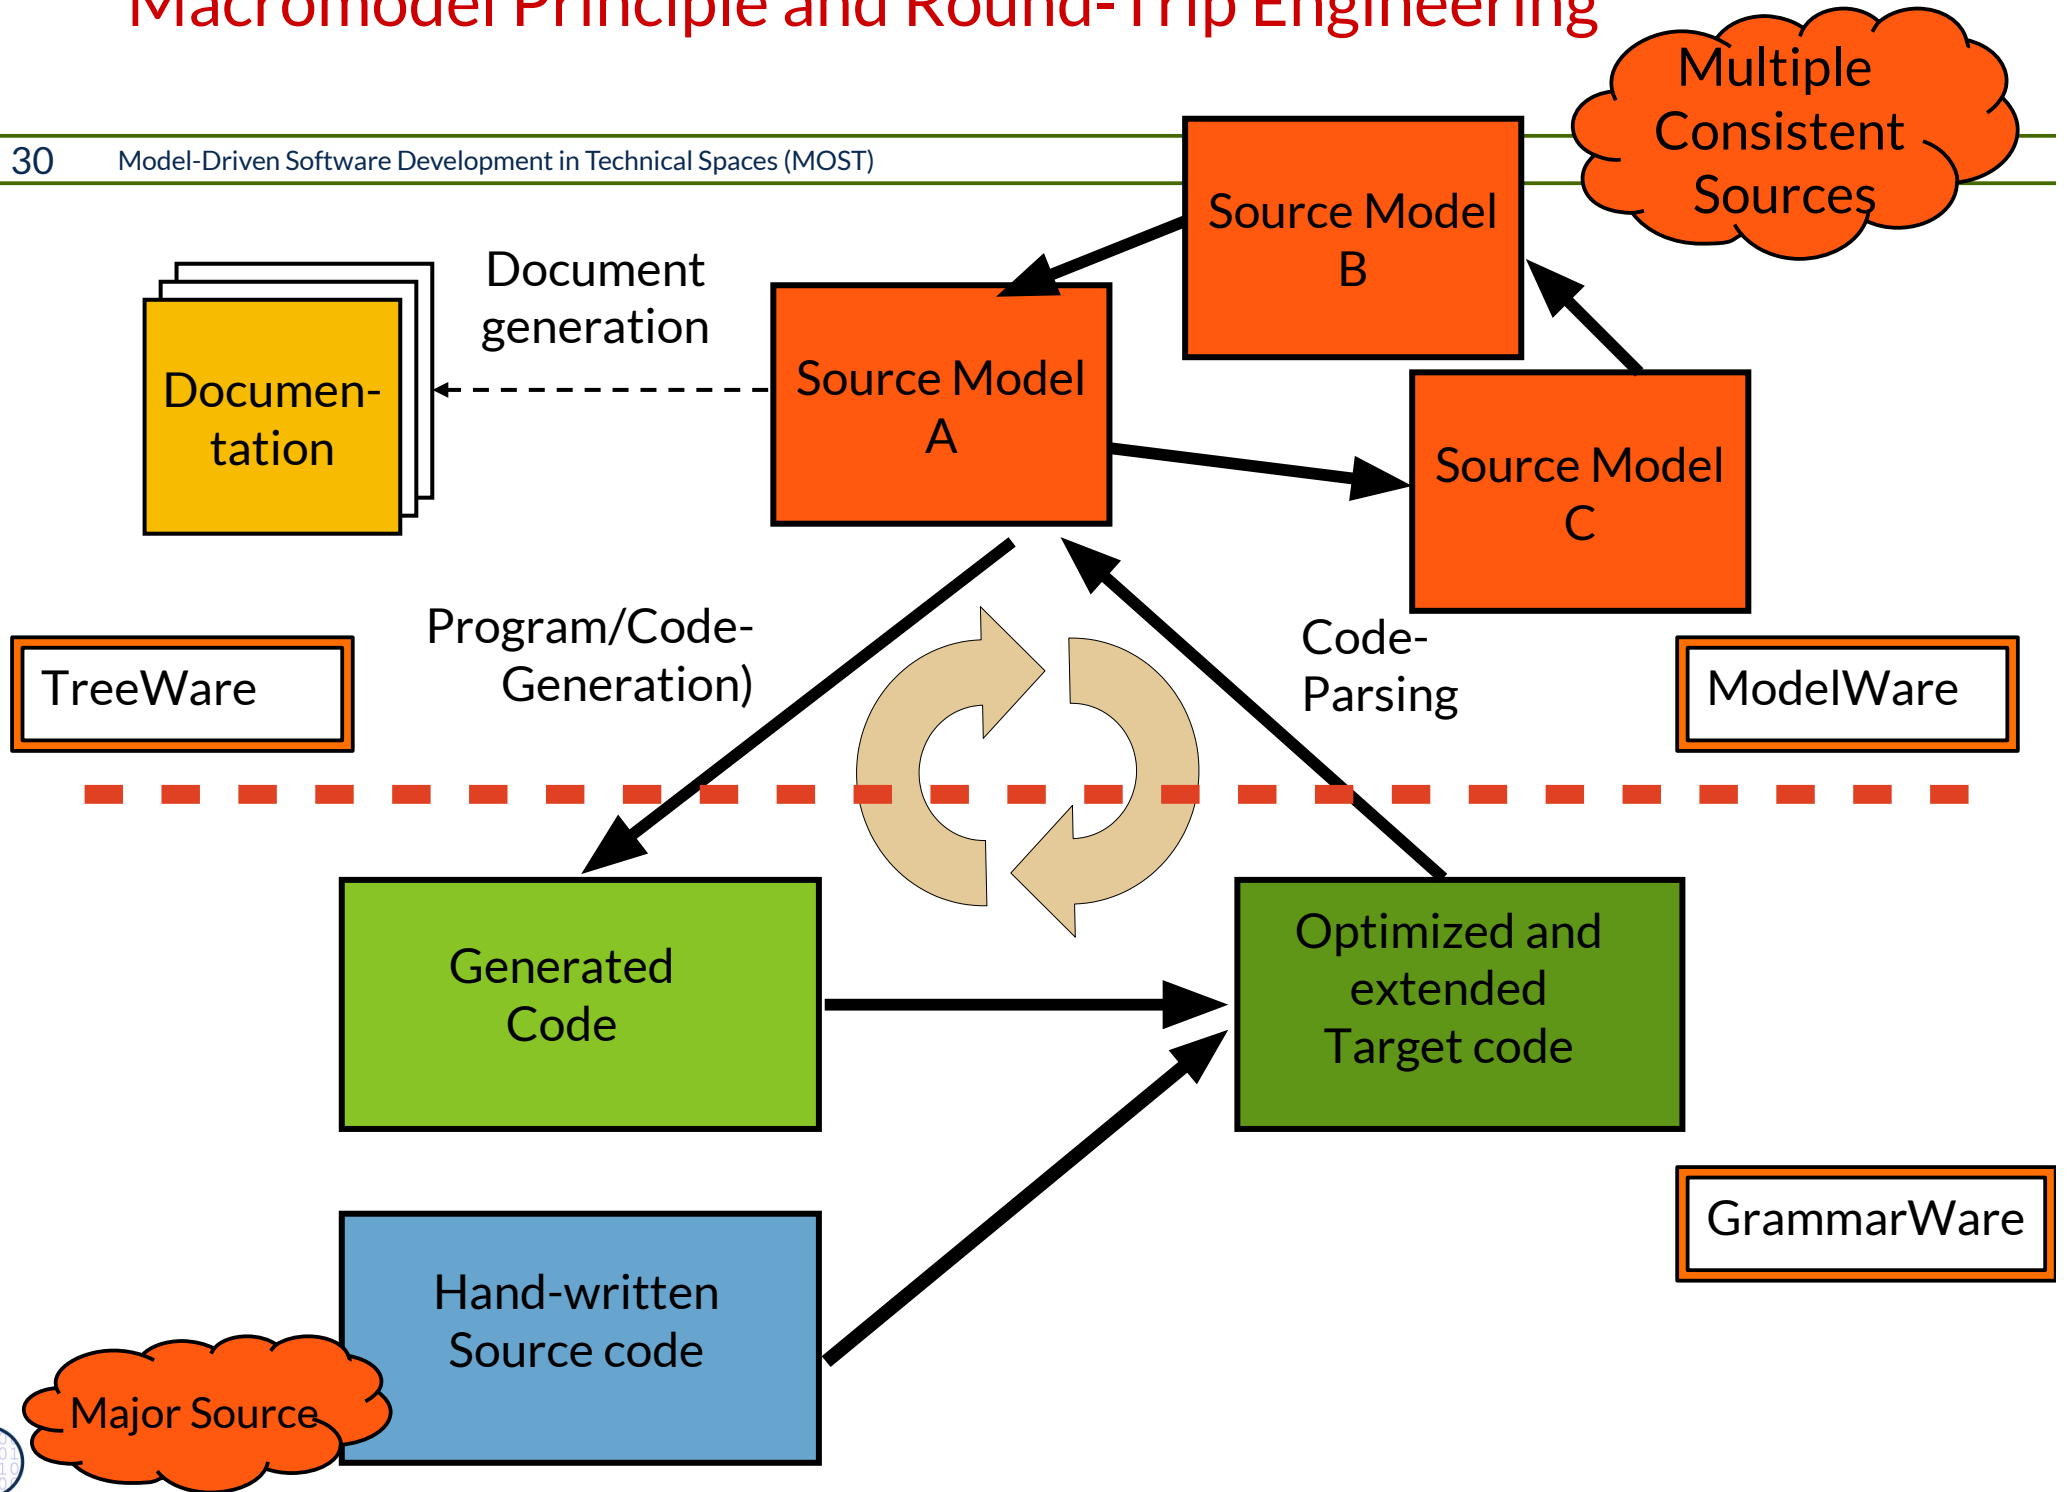 Macromodel Principle and Round-Trip Engineering
Multiple
Consistent
Sources
30 Model-Driven Software Development in Technical Spaces (MOST)
Source Model
B
Document
generation
Source Model
A
Documen-
tation
Source Model
C
Program/Code-
Generation)
Code-
Parsing
TreeWare
ModelWare
Generated
Code
Optimized and
extended
Target code
GrammarWare
Hand-written
Source code
Major Source